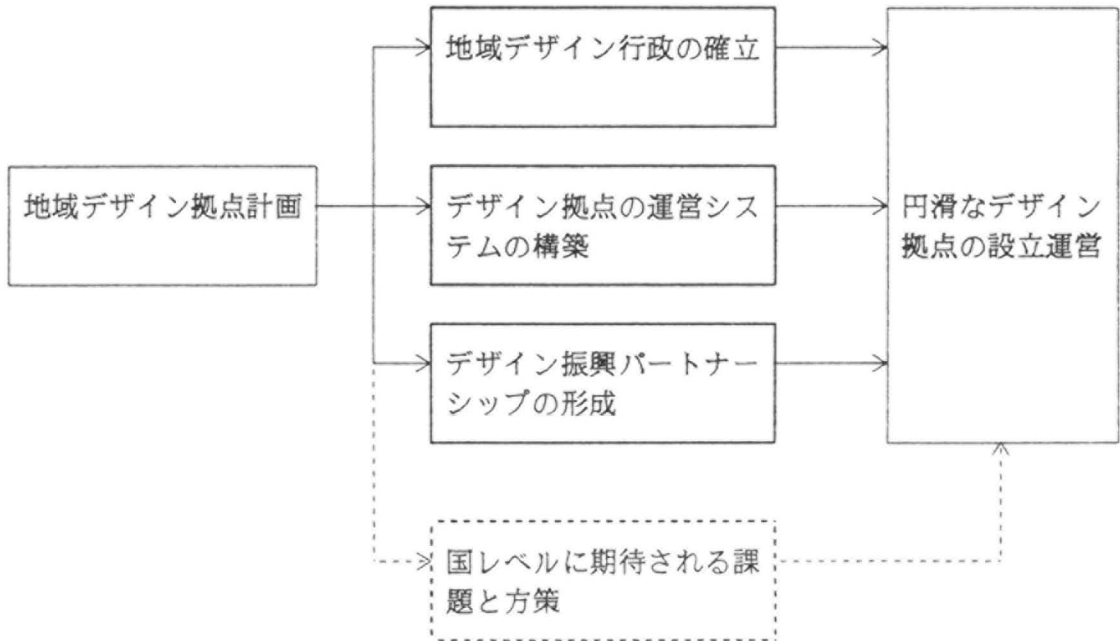 地域デザイン行政の確立
地域デザイン拠点計画
デザイン拠点の運営シス
テムの構築
円滑なデザイン
拠点の設立運営
デザイン振興パートナー
シップの形成
国レベルに期待される課
題と方策